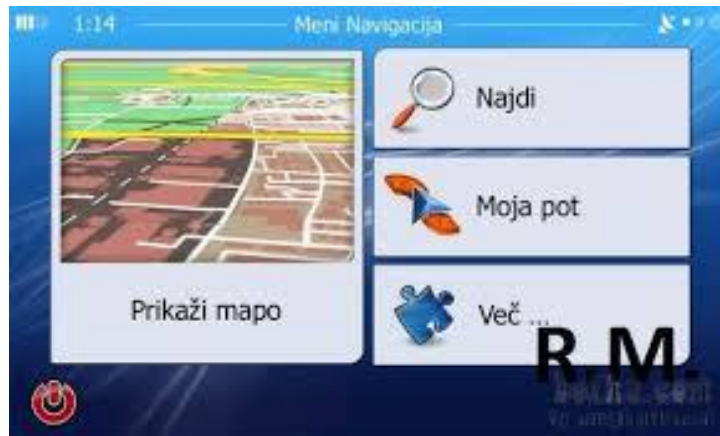 1:14
Meni Navigacija
Najdi
Moja pot
Prikaži mapo
Več ...
R.M.